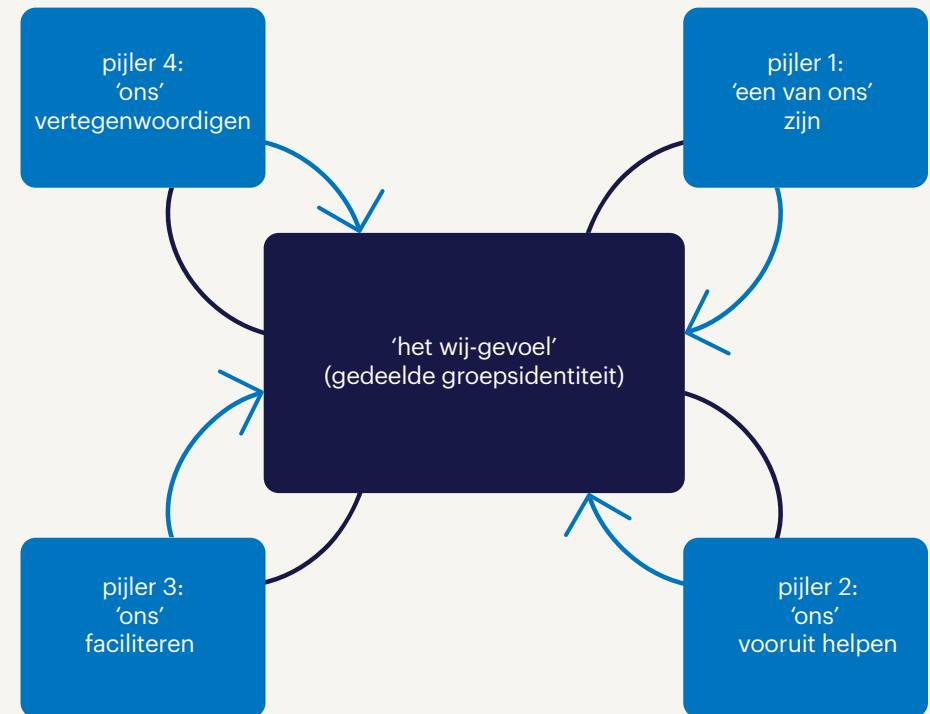 pijler 4:
‘ons’
vertegenwoordigen
pijler 1:
‘een van ons’
zijn
‘het wij-gevoel’
(gedeelde groepsidentiteit)
pijler 3:
‘ons’
faciliteren
pijler 2:
‘ons’
vooruit helpen